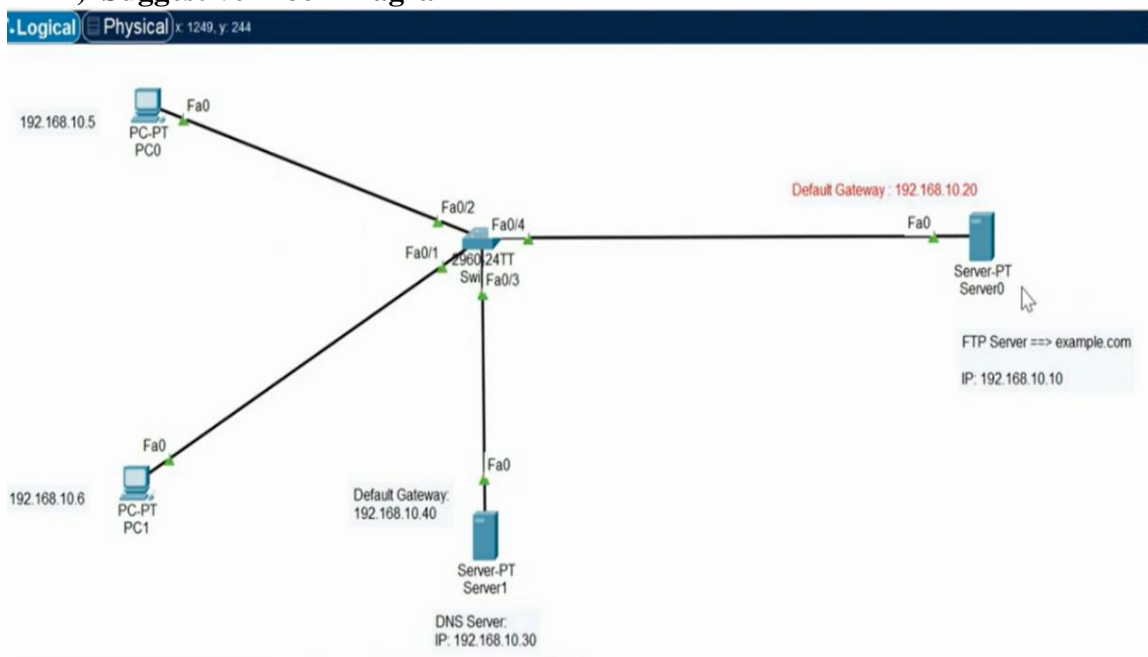 Logical Physical x: 1249, y: 244
192.168.10.5
Fa0
PC-PT
PC0
Fa0/2
Fa0/4
Fa0/1
2960-24TT
Swi
Fa0/3
Default Gateway : 192.168.10.20
Fa0
Server-PT
Server0
FTP Server ==> example.com
IP: 192.168.10.10
Fa0
192.168.10.6
PC-PT
PC1
Default Gateway:
192.168.10.40
Fa0
Server-PT
Server1
DNS Server:
IP: 192.168.10.30